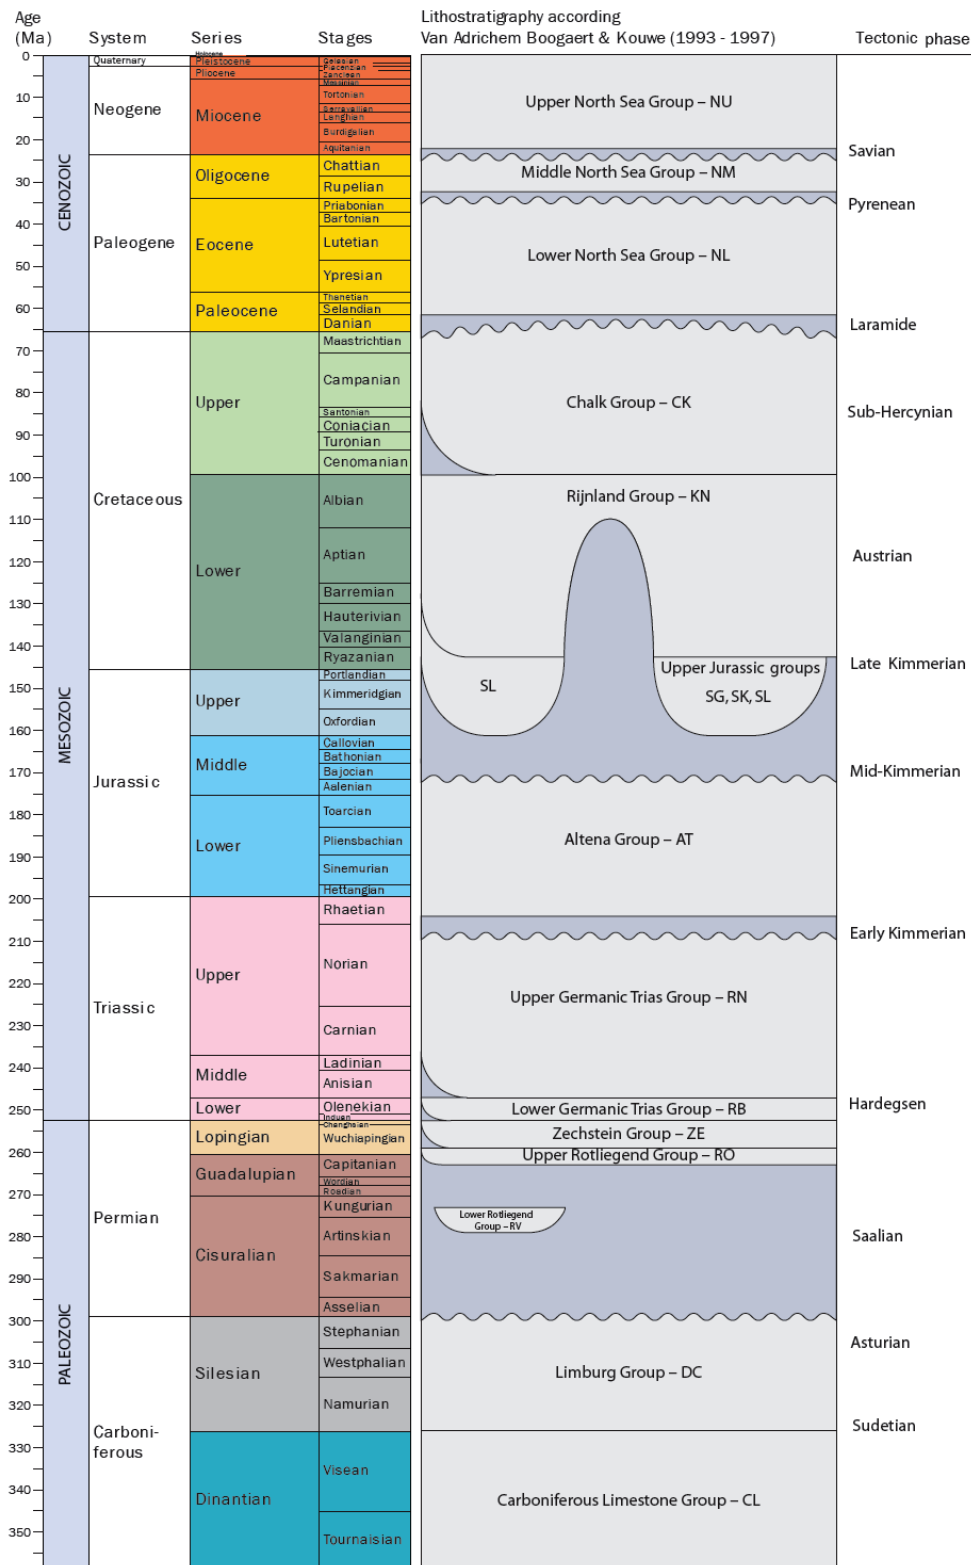 Age
(Ma)
System
Series
Stages
Lithostratigraphy according
Van Adrichem Bogaert & Kouwe (1993 - 1997)
Tectonic phase
0
10
20
30
40
50
60
70
80
90
100
110
120
130
140
150
160
170
180
190
200
210
220
230
240
250
260
270
280
290
300
310
320
330
340
350
CENOZOIC
MESOZOIC
PALEOZOIC
Quaternary
Neogene
Paleogene
Cretaceous
Jurassic
Triassic
Permian
Carboni-
ferous
Holocene
Pleistocene
Pliocene
Miocene
Oligocene
Eocene
Paleocene
Upper
Lower
Upper
Middle
Lower
Upper
Middle
Lower
Lopingian
Guadalupian
Cisuralian
Silesian
Dinantian
Gelasian
Piacenzian
Zanclean
Messinian
Tortonian
Serravallian
Langhian
Burdigalian
Aquitanian
Chattian
Rupelian
Priabonian
Bartonian
Lutetian
Ypresian
Thanetian
Selandian
Danian
Maastrichtian
Campanian
Santonian
Coniacian
Turonian
Cenomanian
Albian
Aptian
Barremian
Hauterivian
Valanginian
Ryazanian
Portlandian
Kimmeridgian
Oxfordian
Callovian
Bathonian
Bajocian
Aalenian
Toarcian
Pliensbachian
Sinemurian
Hettangian
Rhaetian
Norian
Carnian
Ladinian
Anisian
Olenekian
Induan
Changhsian
Wuchiapingian
Capitanian
Wordian
Roadian
Kungurian
Artinskian
Sakmarian
Asselian
Stephanian
Westphalian
Namurian
Visean
Tournaisian
Upper North Sea Group – NU
Middle North Sea Group – NM
Lower North Sea Group – NL
Chalk Group – CK
Rijnland Group – KN
SL
Upper Jurassic groups
SG, SK, SL
Altena Group – AT
Upper Germanic Trias Group – RN
Lower Germanic Trias Group – RB
Zechstein Group – ZE
Upper Rotliegend Group – RO
Lower Rotliegend
Group – RV
Limburg Group – DC
Carboniferous Limestone Group – CL
Savian
Pyrenean
Laramide
Sub-Hercynian
Austrian
Late Kimmerian
Mid-Kimmerian
Early Kimmerian
Hardegsen
Saalian
Asturian
Sudetian